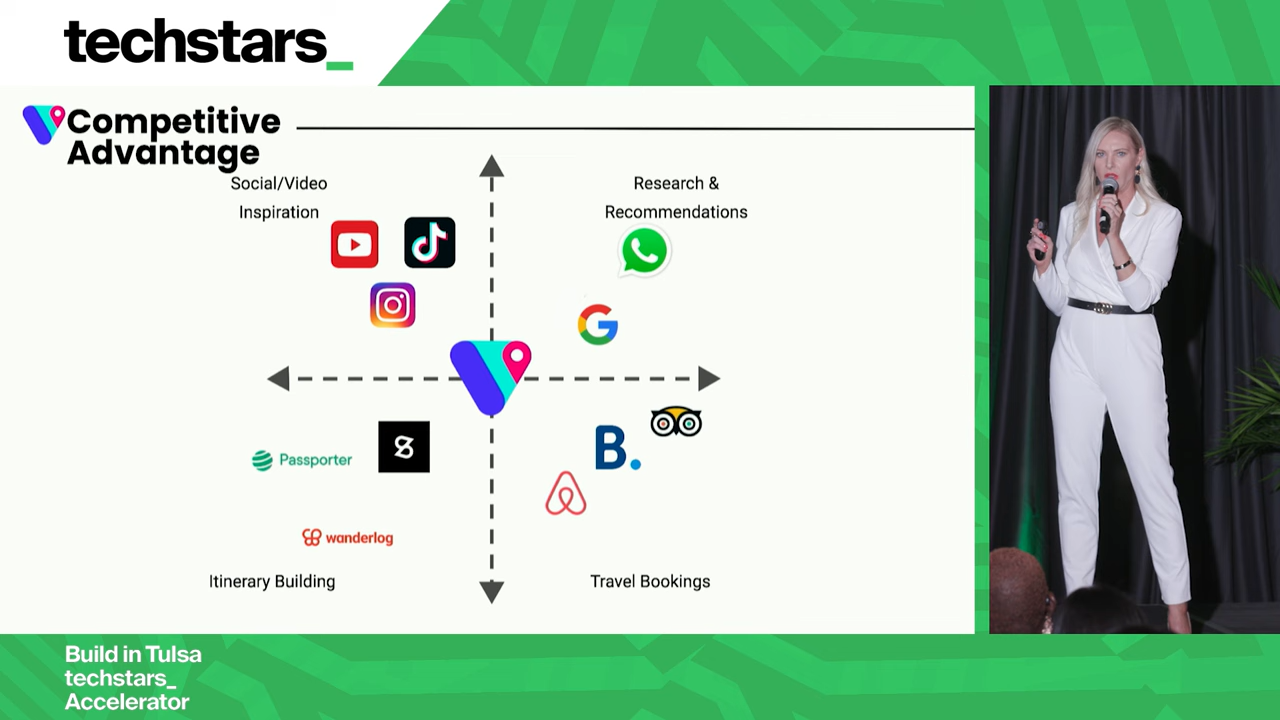 techstars_
Competitive
Advantage
Social/Video
Inspiration
Research &
Recommendations
B.
Passporter
wanderlog
Itinerary Building
Travel Bookings
Build in Tulsa
techstars_
Accelerator